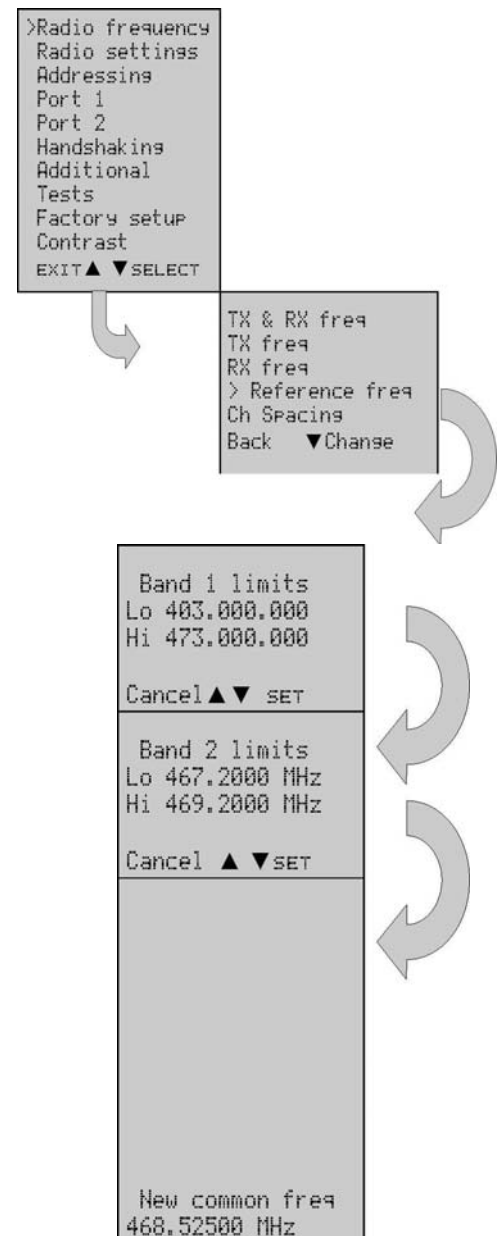 >Radio frequency
Radio settings
Addressing
Port 1
Port 2
Handshaking
Additional
Tests
Factory setup
Contrast
EXIT▲ ▼SELECT
TX & RX freq
TX freq
RX freq
> Reference freq
Ch Spacing
Back ▼Change
Band 1 limits
Lo 403.000.000
Hi 473.000.000
Cancel▲▼ SET
Band 2 limits
Lo 467.2000 MHz
Hi 469.2000 MHz
Cancel ▲ ▼SET
New common freq
468.52500 MHz